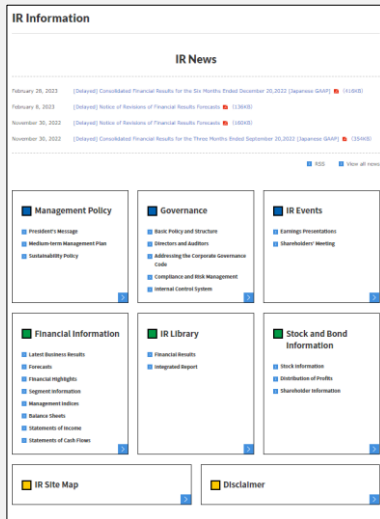 IR Information
IR News
February 28, 2023 [Delayed] Consolidated Financial Results for the Six Months Ended December 20,2022 [Japanese GAAP] (418KB)
February 8, 2023 [Delayed] Notice of Revisions of Financial Results Forecasts (136KB)
November 30, 2022 [Delayed] Notice of Revisions of Financial Results Forecasts (160KB)
November 30, 2022 [Delayed] Consolidated Financial Results for the Three Months Ended September 20,2022 [Japanese GAAP] (354KB)
RSS View all news
Management Policy
President's Message
Medium-term Management Plan
Sustainability Policy
Governance
Basic Policy and Structure
Directors and Auditors
Addressing the Corporate Governance
Code
Compliance and Risk Management
Internal Control System
IR Events
Earnings Presentations
Shareholders' Meeting
Financial Information
Latest Business Results
Forecasts
Financial Highlights
Segment Information
Management Indices
Balance Sheets
Statements of Income
Statements of Cash Flows
IR Library
Financial Results
Integrated Report
Stock and Bond
Information
Stock Information
Distribution of Profits
Shareholder Information
IR Site Map
Disclaimer